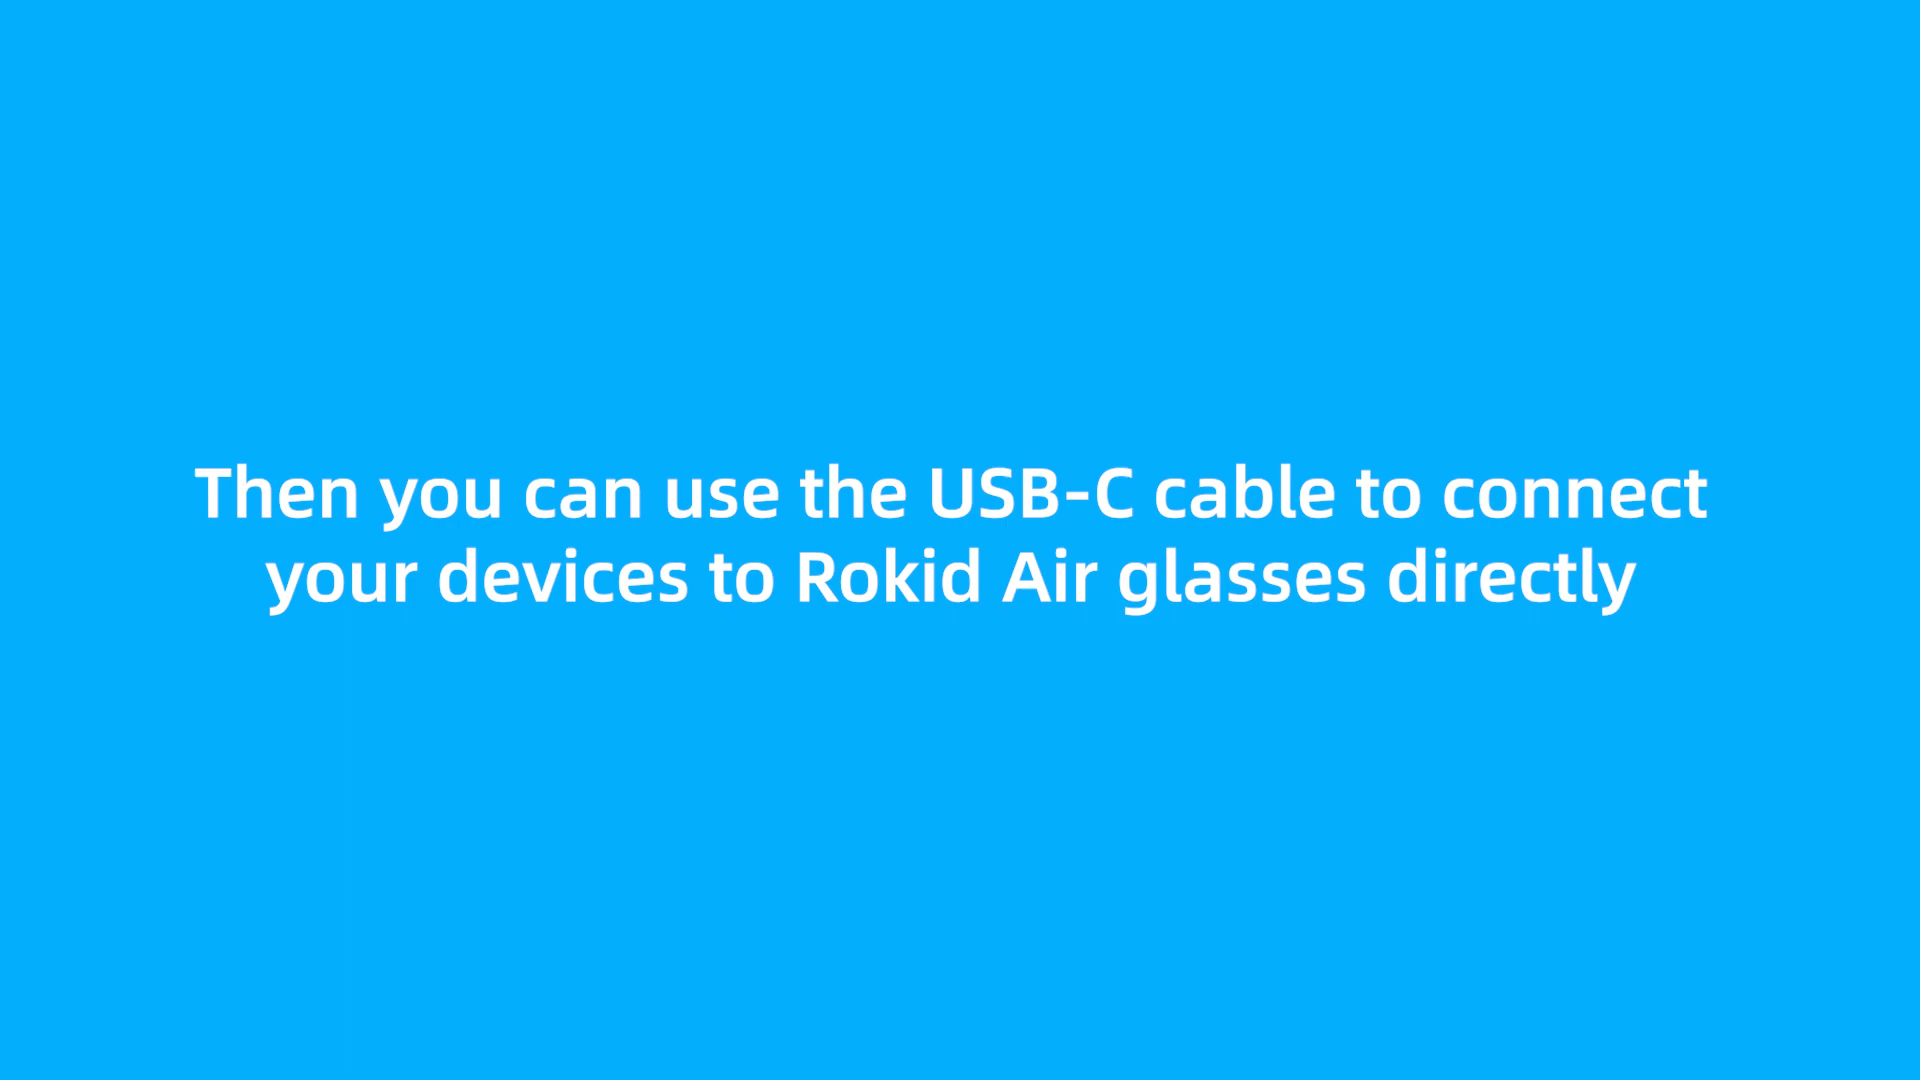 Then you can use the USB-C cable to connect
your devices to Rokid Air glasses directly